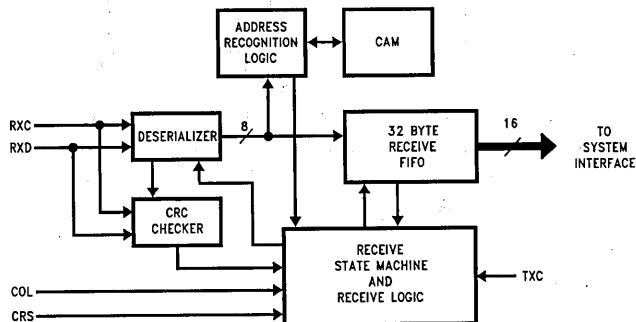 ADDRESS
RECOGNITION
LOGIC
CAM
RXC
RXD
DESERIALIZER
8
32 BYTE
RECEIVE
FIFO
16
TO
SYSTEM
INTERFACE
CRC
CHECKER
RECEIVE
STATE MACHINE
AND
RECEIVE LOGIC
TXC
COL
CRS